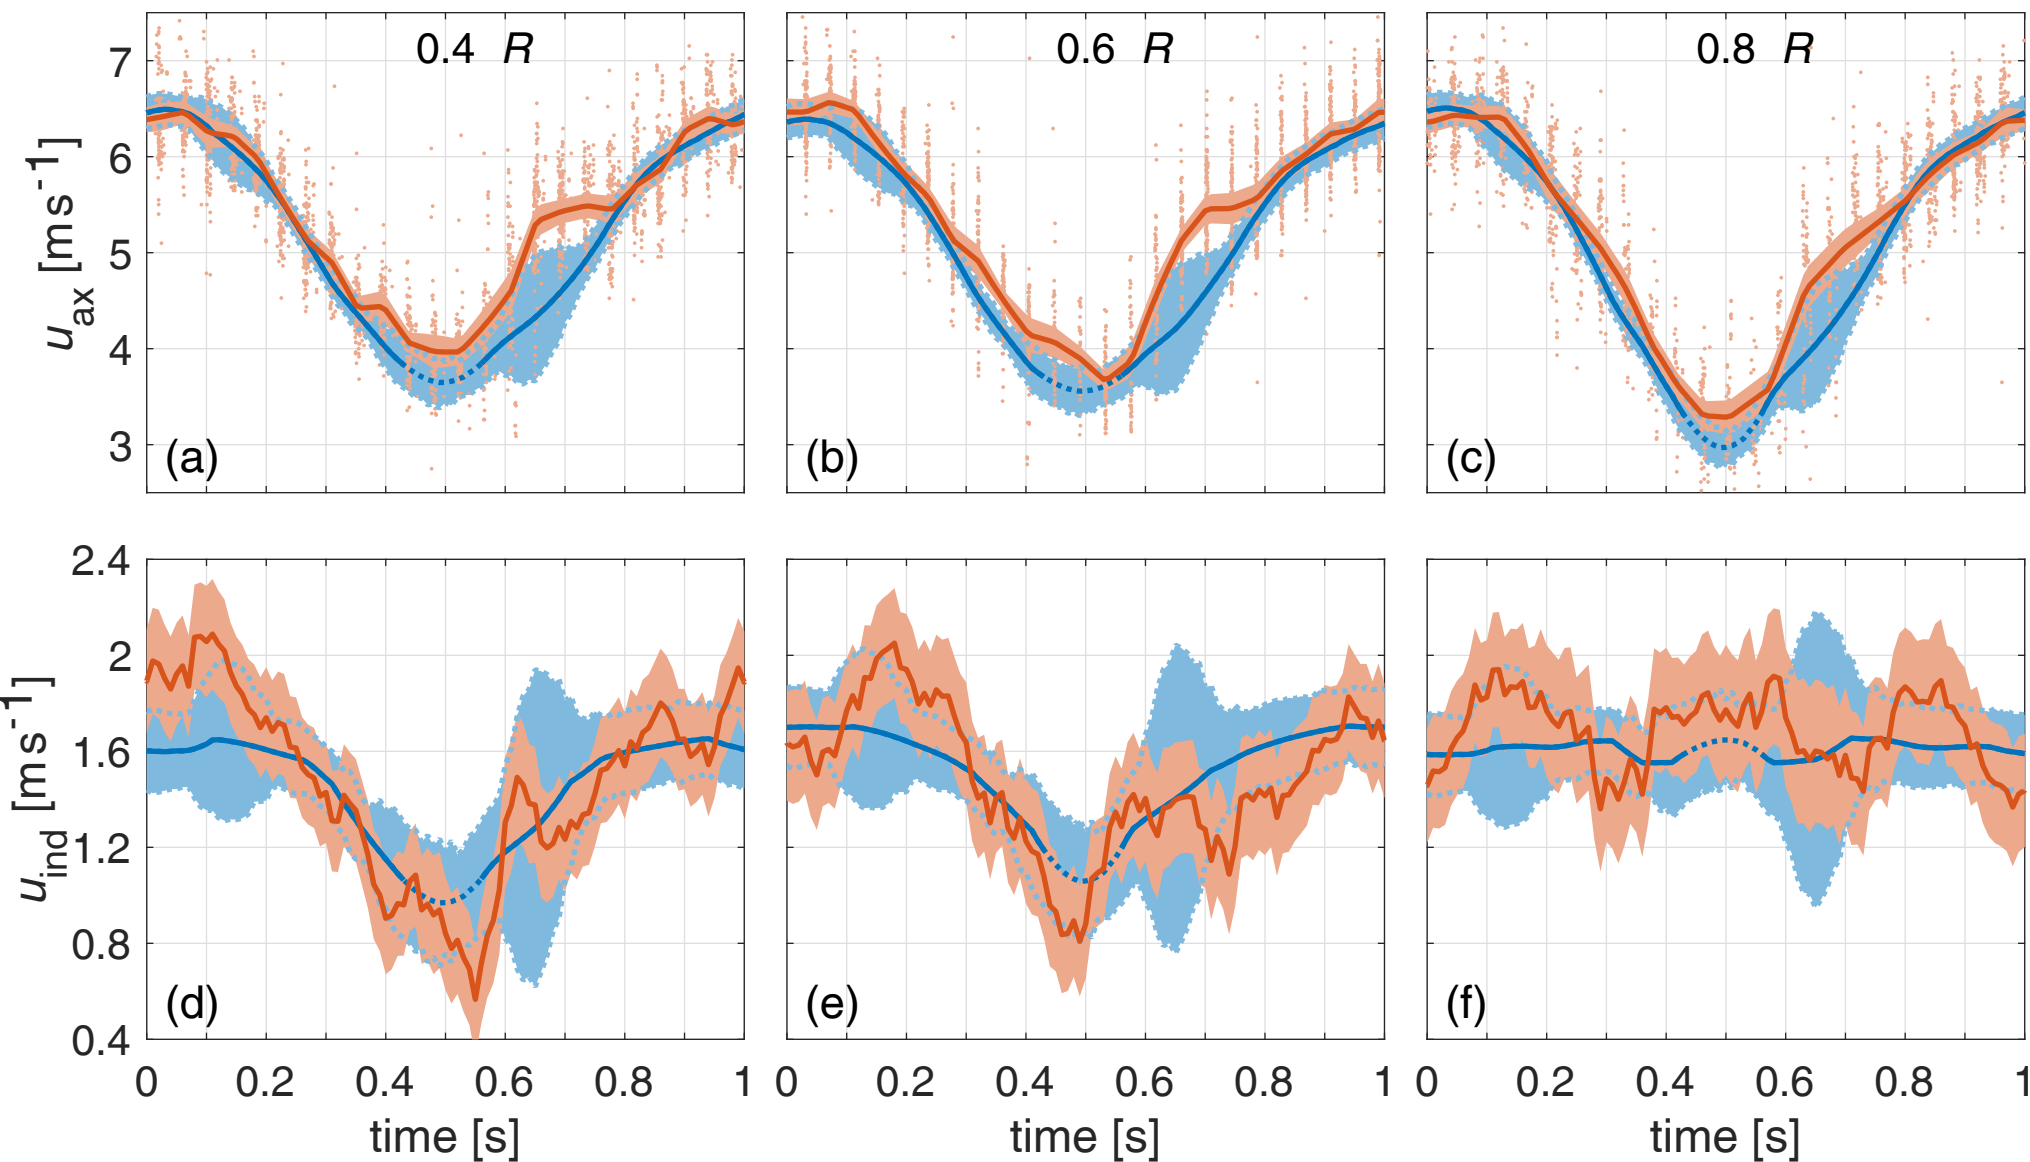 0.4 R
0.6 R
0.8 R
7
6
5
4
3
u_ax [ms^-1]
(a)
(b)
(c)
2.4
2
1.6
1.2
0.8
0.4
u_ind [ms^-1]
(d)
(e)
(f)
0 0.2 0.4 0.6 0.8 1
0 0.2 0.4 0.6 0.8 1
0 0.2 0.4 0.6 0.8 1
time [s]
time [s]
time [s]